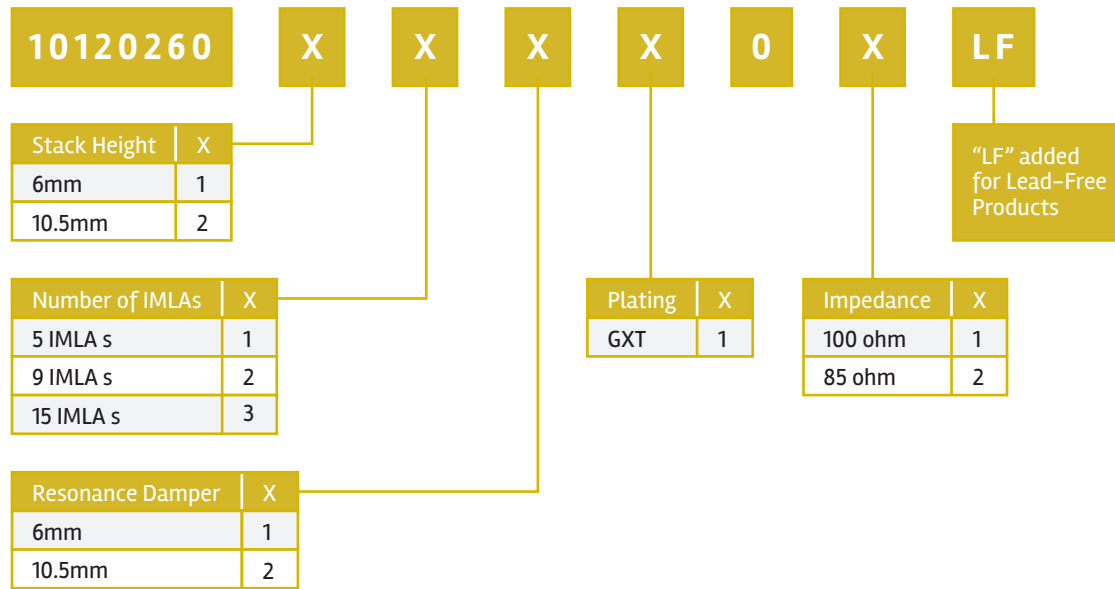 10120260 X X X X 0 X LF
Stack Height X
6mm 1
10.5mm 2
“LF” added
for Lead-Free
Products
Number of IMLAs X
5 IMLA s 1
9 IMLA s 2
15 IMLA s 3
Plating X
GXT 1
Impedance X
100 ohm 1
85 ohm 2
Resonance Damper X
6mm 1
10.5mm 2